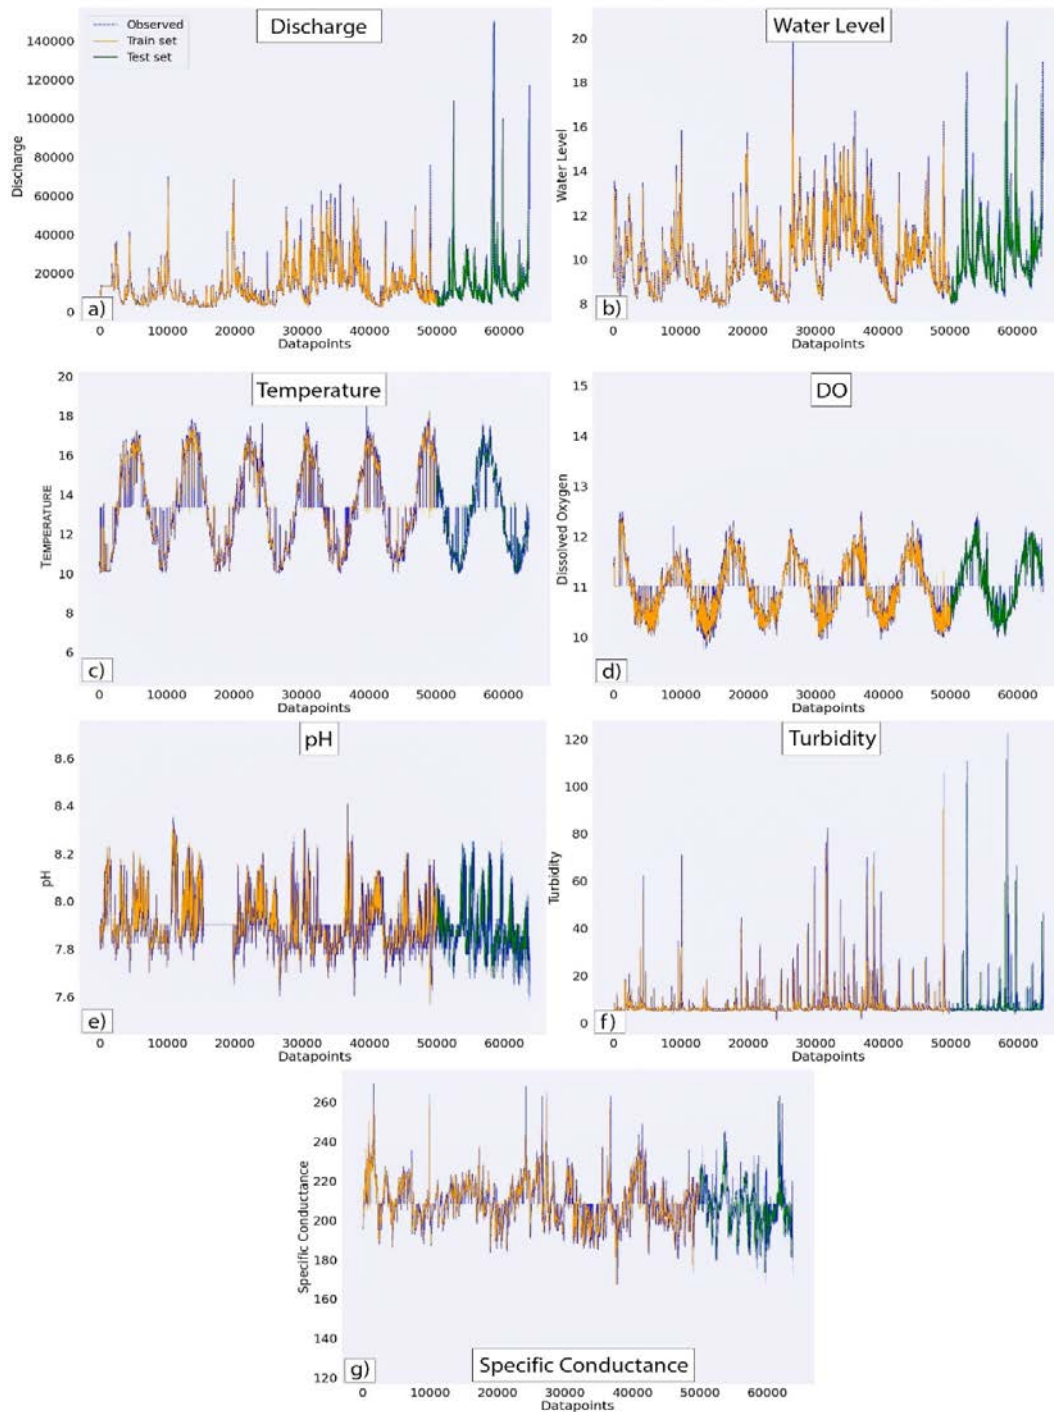 Discharge
Observed
Train set
Test set
140000
120000
100000
80000
60000
40000
20000
0
Discharge
a)
0 10000 20000 30000 40000 50000 60000
Datapoints
Water Level
20
18
16
14
12
10
8
Water Level
b)
0 10000 20000 30000 40000 50000 60000
Datapoints
Temperature
20
18
16
14
12
10
8
6
TEMPERATURE
c)
0 10000 20000 30000 40000 50000 60000
Datapoints
DO
15
14
13
12
11
10
Dissolved Oxygen
d)
0 10000 20000 30000 40000 50000 60000
Datapoints
pH
8.6
8.4
8.2
8.0
7.8
7.6
pH
e)
0 10000 20000 30000 40000 50000 60000
Datapoints
Turbidity
120
100
80
60
40
20
0
Turbidity
f)
0 10000 20000 30000 40000 50000 60000
Datapoints
260
240
220
200
180
160
140
120
Specific Conductance
g)
Specific Conductance
0 10000 20000 30000 40000 50000 60000
Datapoints